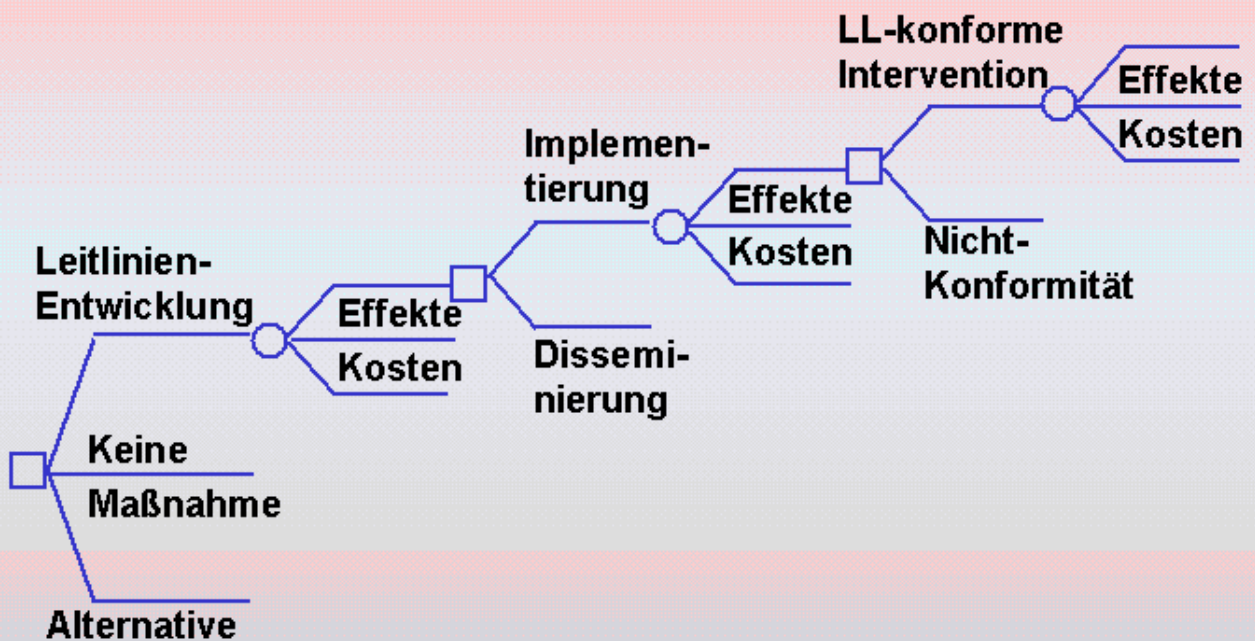 LL-konforme
Intervention
Effekte
Kosten
Implemen-
tierung
Effekte
Kosten
Nicht-
Konformität
Leitlinien-
Entwicklung
Effekte
Kosten
Dissemi-
nierung
Keine
Maßnahme
Alternative